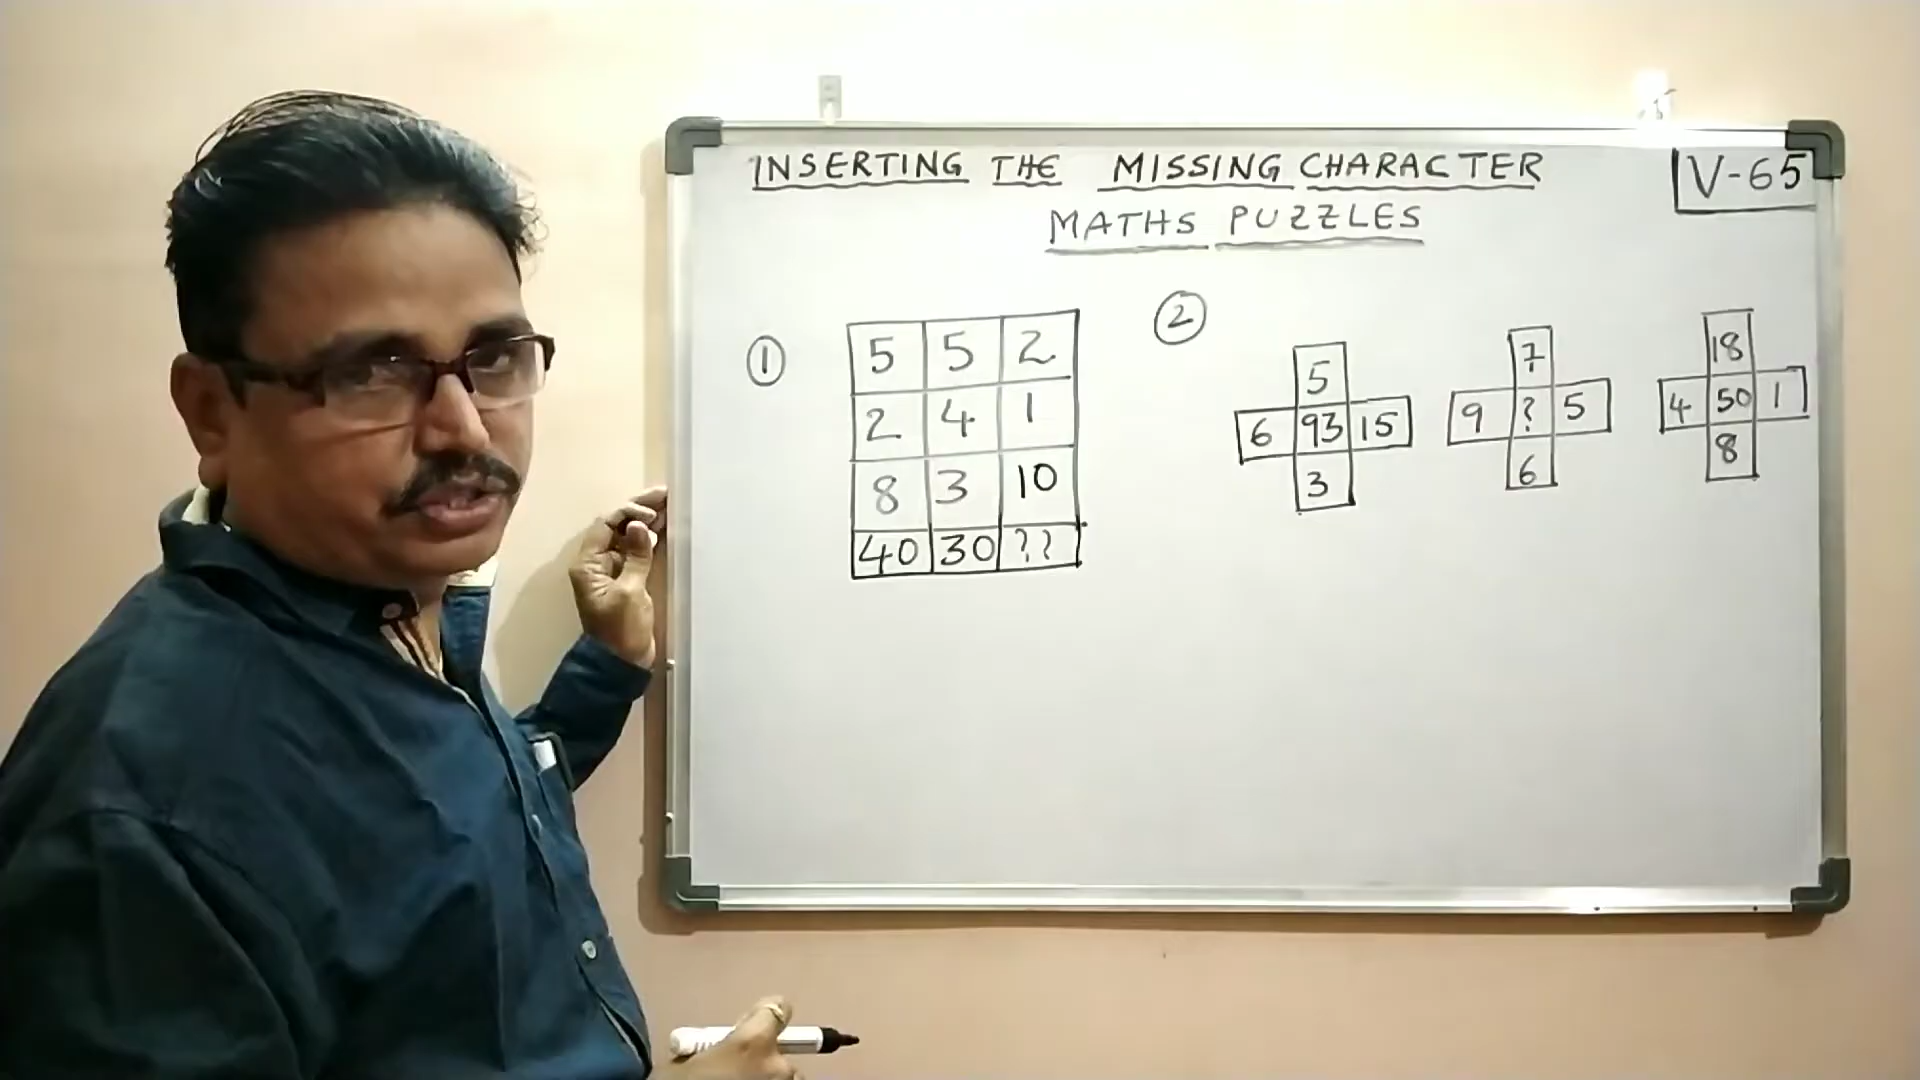 INSERTING THE MISSING CHARACTER
V-65
MATHS PUZZLES
①
5 5 2
2 4 1
8 3 10
40 30 ??
②
5
6 93 15
3
7
9 ? 5
6
18
4 50 1
8